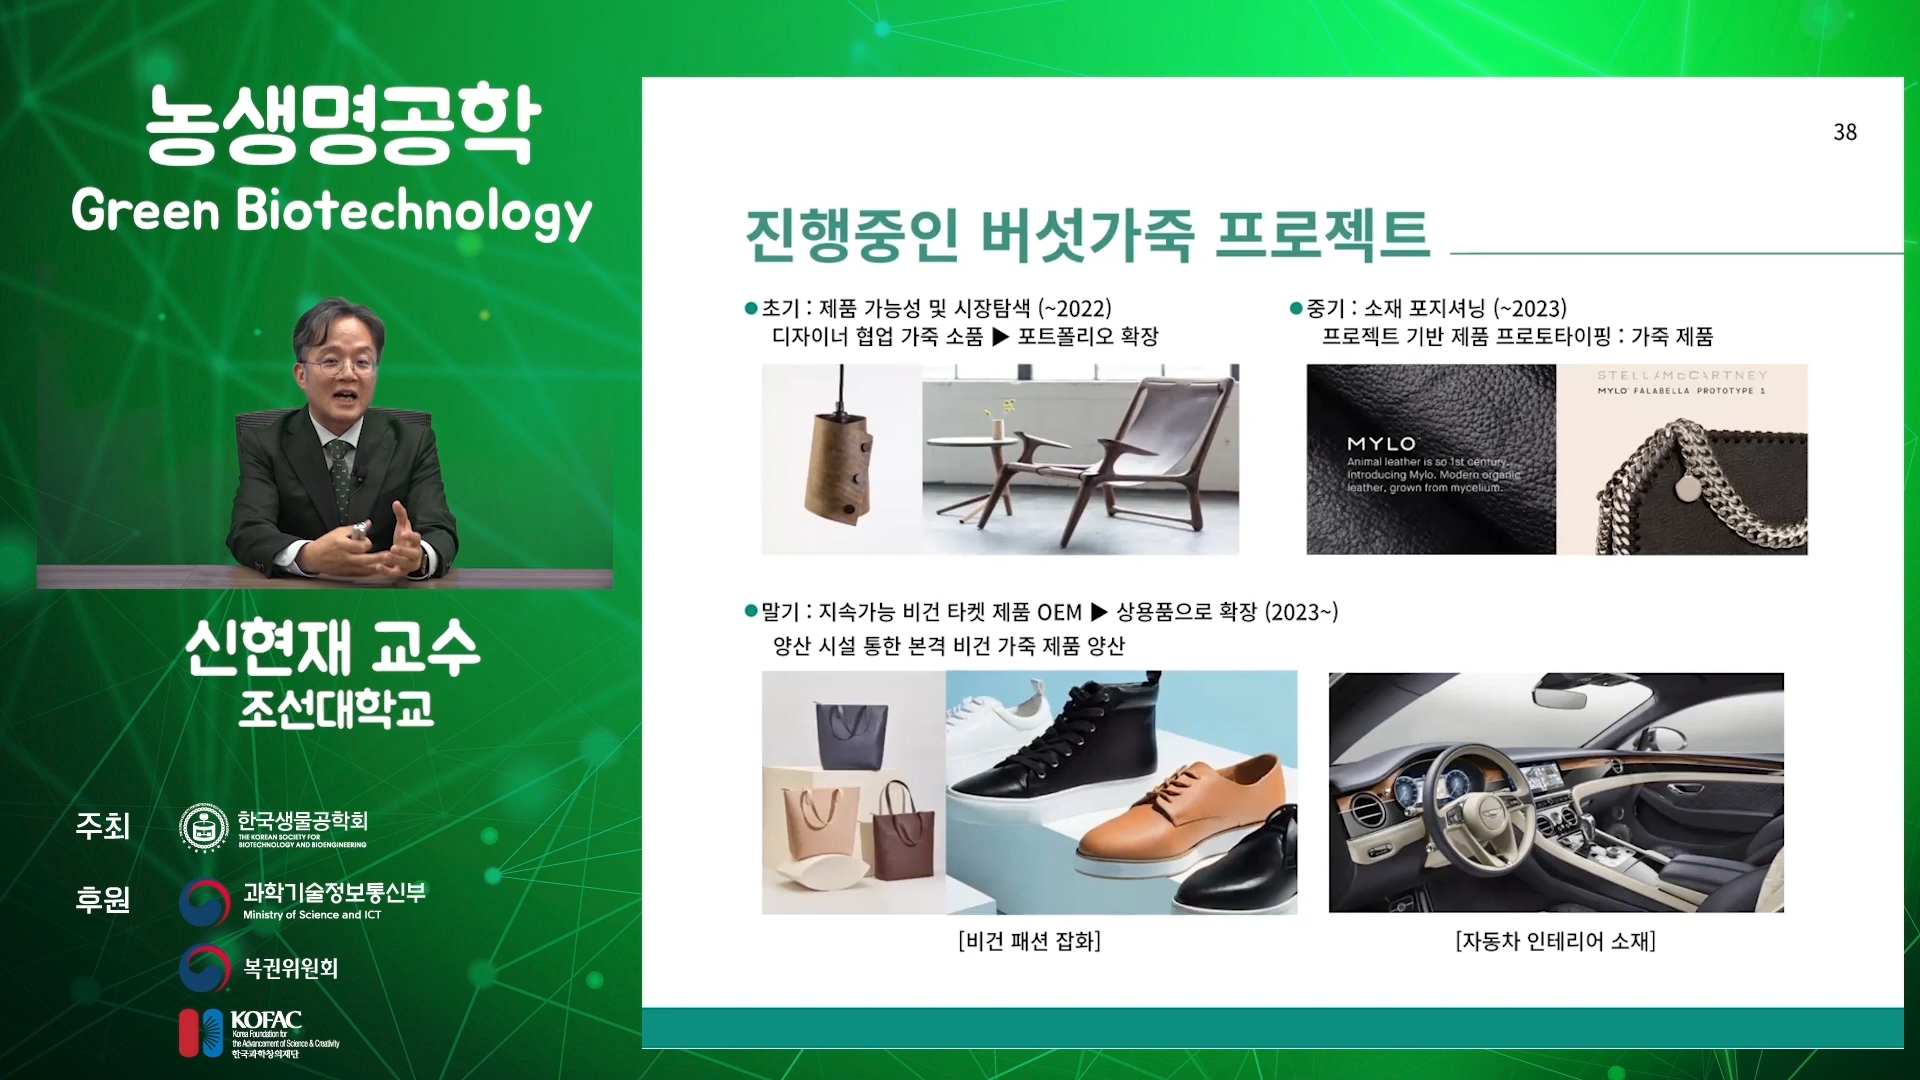 농생명공학
Green Biotechnology
신현재 교수
조선대학교
주최
한국생물공학회
THE KOREAN SOCIETY FOR
BIOTECHNOLOGY AND BIOENGINEERING
후원
과학기술정보통신부
Ministry of Science and ICT
복권위원회
KOFAC
Korea Foundation for
the Advancement of Science & Creativity
한국과학창의재단
38
진행중인 버섯가죽 프로젝트
●초기 : 제품 가능성 및 시장탐색 (~2022)
디자이너 협업 가죽 소품 ▶ 포트폴리오 확장
●중기 : 소재 포지셔닝 (~2023)
프로젝트 기반 제품 프로토타이핑 : 가죽 제품
MYLO™
Animal leather is so 1st century.
Introducing Mylo. Modern organic
leather, grown from mycelium.
STELLA McCARTNEY
MYLO™ FALABELLA PROTOTYPE 1
●말기 : 지속가능 비건 타켓 제품 OEM ▶ 상용품으로 확장 (2023~)
양산 시설 통한 본격 비건 가죽 제품 양산
[비건 패션 잡화]
[자동차 인테리어 소재]